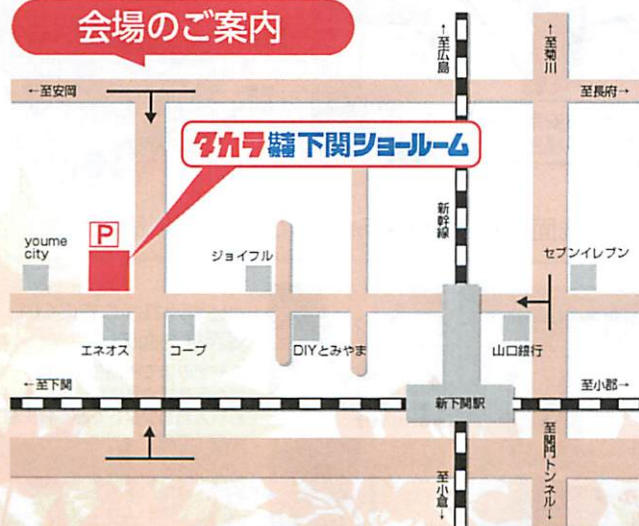 会場のご案内
←至広島
←至菊川
←至安岡
至長府→
タカラ住宅機器下関ショールーム
新幹線
youme
city
P
ジョイフル
セブンイレブン
エネオス
コープ
DIYとみやま
山口銀行
←至下関
至小郡→
新下関駅
至小倉→
至関門トンネル→